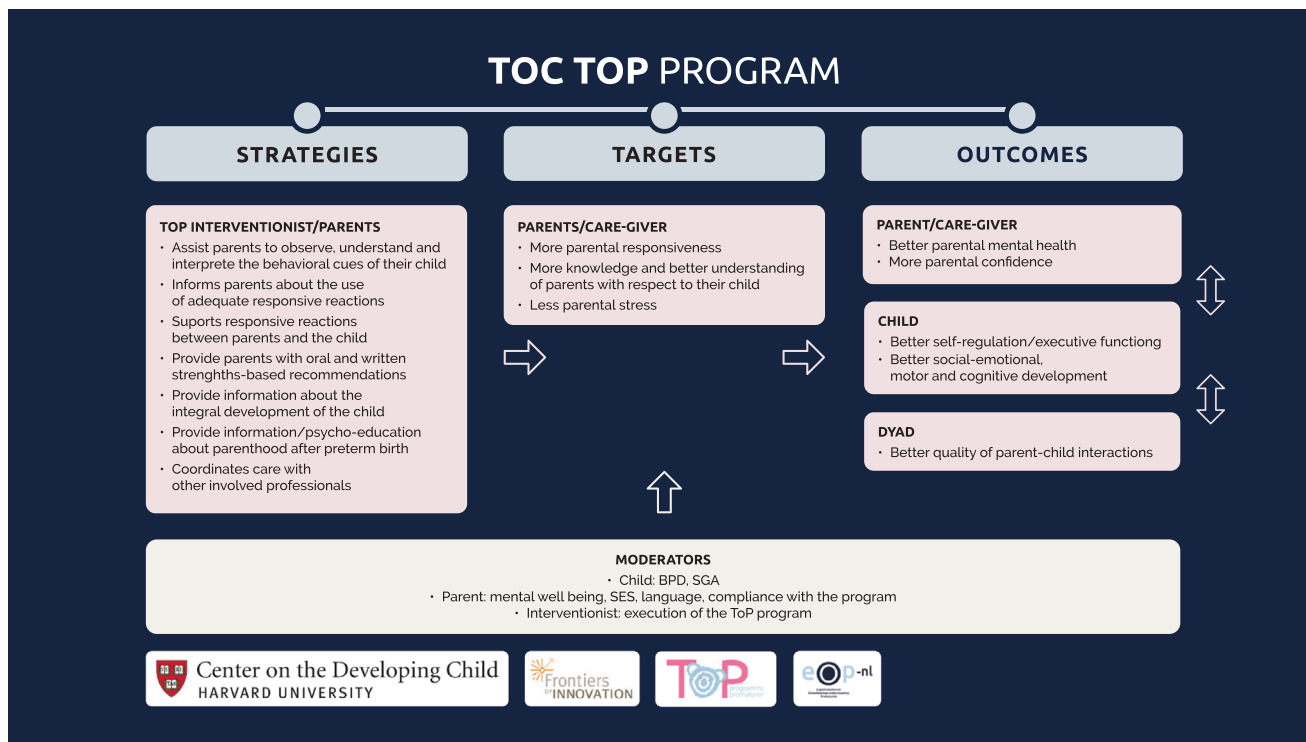 TOC TOP PROGRAM
STRATEGIES
TARGETS
OUTCOMES
TOP INTERVENTIONIST/PARENTS
• Assist parents to observe, understand and
interprete the behavioral cues of their child
• Informs parents about the use
of adequate responsive reactions
• Suports responsive reactions
between parents and the child
• Provide parents with oral and written
strenghths-based recommendations
• Provide information about the
integral development of the child
• Provide information/psycho-education
about parenthood after preterm birth
• Coordinates care with
other involved professionals
PARENTS/CARE-GIVER
• More parental responsiveness
• More knowledge and better understanding
of parents with respect to their child
• Less parental stress
PARENT/CARE-GIVER
• Better parental mental health
• More parental confidence
CHILD
• Better self-regulation/executive functiong
• Better social-emotional,
motor and cognitive development
DYAD
• Better quality of parent-child interactions
MODERATORS
• Child: BPD, SGA
• Parent: mental well being, SES, language, compliance with the program
• Interventionist: execution of the ToP program
Center on the Developing Child
HARVARD UNIVERSITY
Frontiers
OF INNOVATION
ToP
programma
prematuren
eop-nl